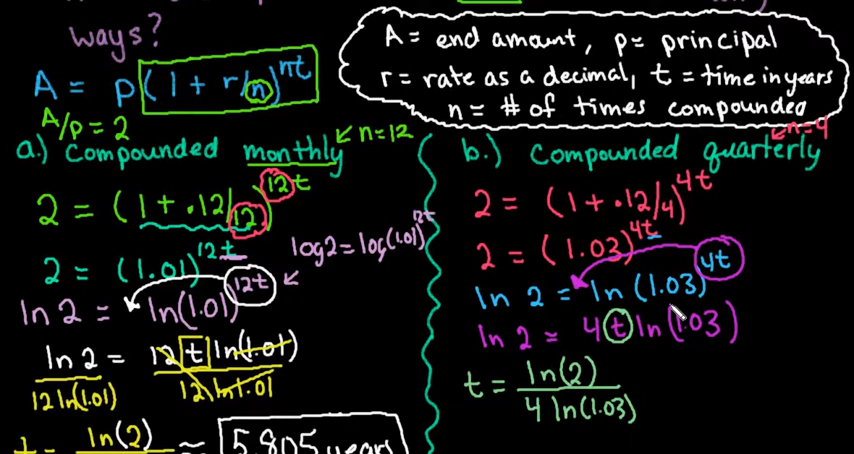 ways?
A = P(1 + r/n)^nt
A = end amount, p = principal
r = rate as a decimal, t = time in years
n = # of times compounded
A/p = 2
a.) Compounded monthly
n=12
2 = (1 + .12/12)^12t
2 = (1.01)^12t
log2 = log(1.01)^12t
ln 2 = ln(1.01)^12t
ln 2 = 12 t ln(1.01)
12 ln(1.01) 12 ln 1.01
t = ln(2) ≈ 5.805 years
b.) Compounded quarterly
n=4
2 = (1 + .12/4)^4t
2 = (1.03)^4t
ln 2 = ln (1.03)^4t
ln 2 = 4 t ln(1.03)
t = ln(2)
4 ln(1.03)